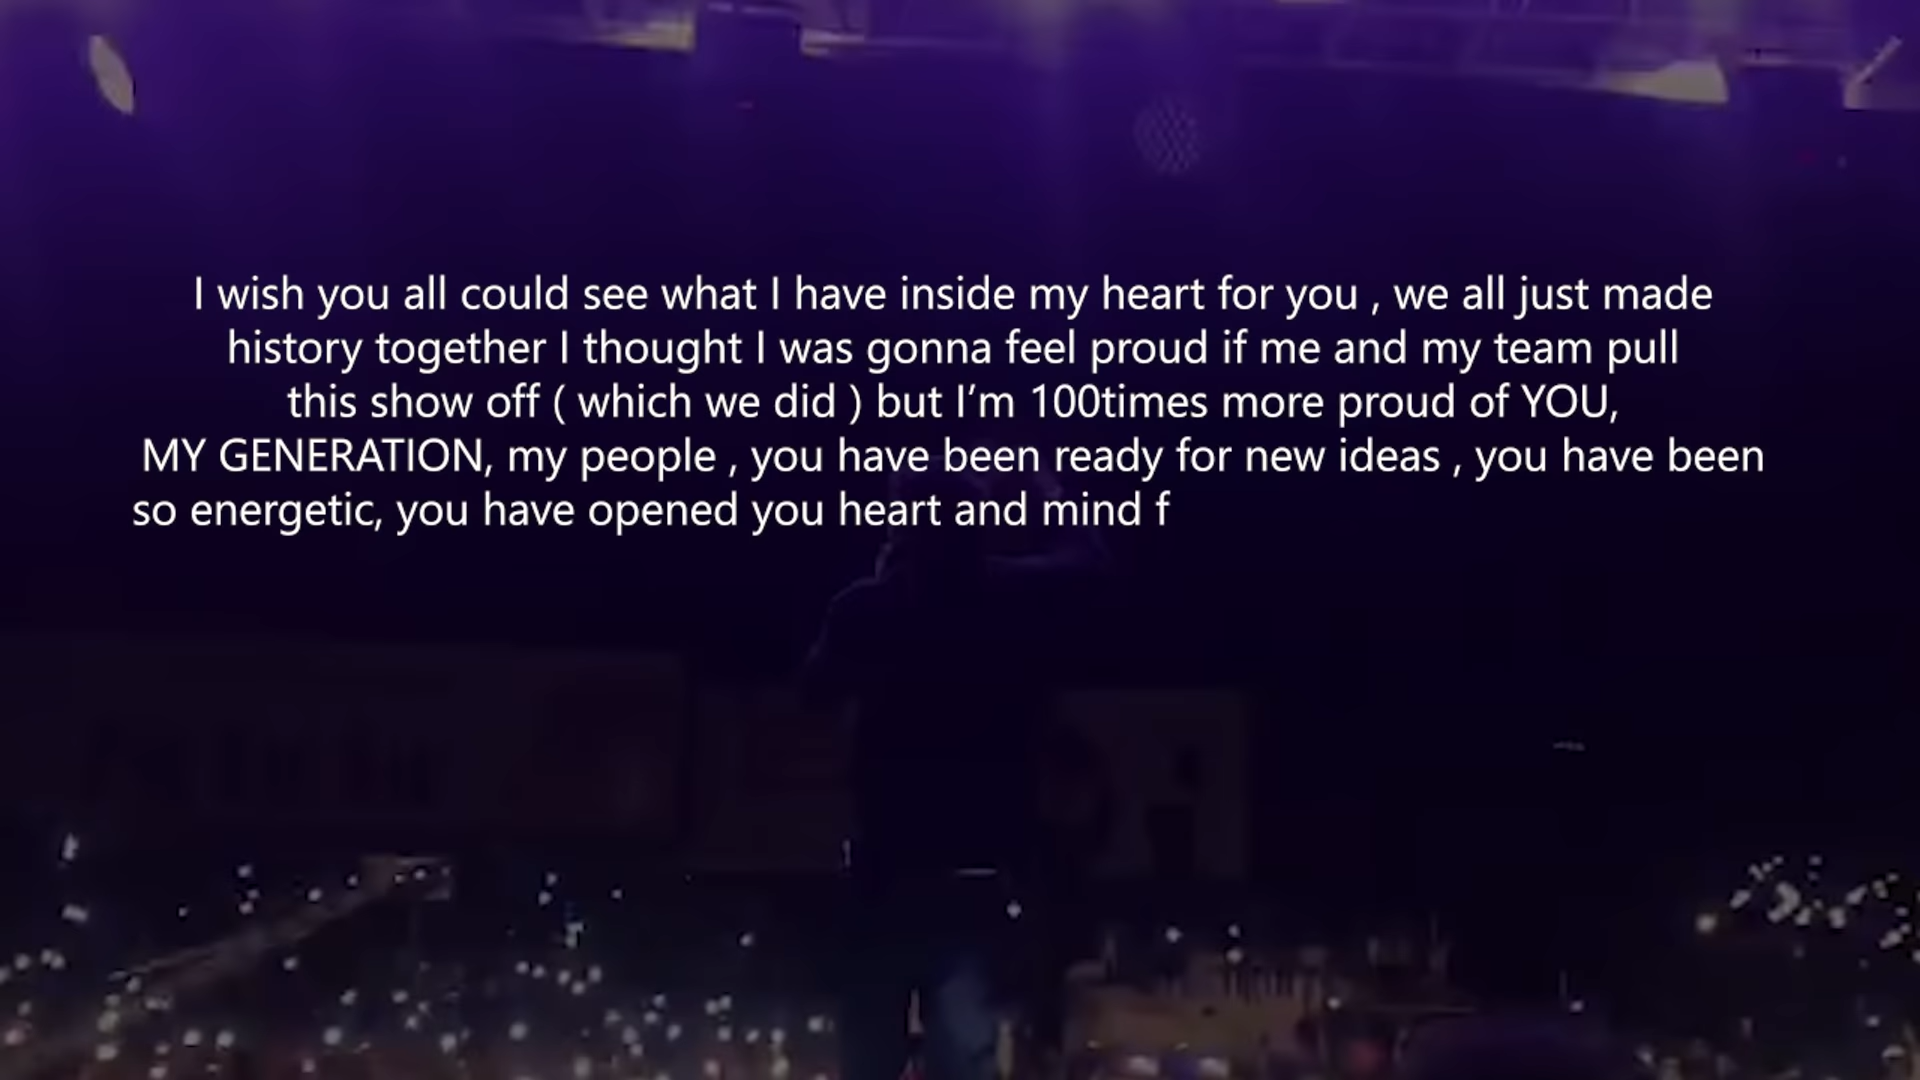 I wish you all could see what I have inside my heart for you , we all just made
history together I thought I was gonna feel proud if me and my team pull
this show off ( which we did ) but I’m 100times more proud of YOU,
MY GENERATION, my people , you have been ready for new ideas , you have been
so energetic, you have opened you heart and mind f